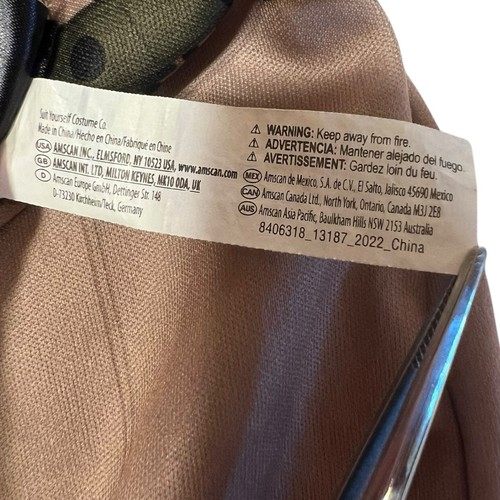 Suit Yourself Costume Co.
Made in China/Hecho en China/Fabrique en Chine
USA AMSCAN INC., ELMSFORD, NY 10523 USA, www.amscan.com
GB AMSCAN INT. LTD, MILTON KEYNES, MK10 0DA, UK
D Amscan Europe GmbH, Dettinger Str. 148
D-73230 Kirchheim/Teck, Germany
⚠ WARNING: Keep away from fire.
⚠ ADVERTENCIA: Mantener alejado del fuego.
⚠ AVERTISSEMENT: Gardez loin du feu.
MEX Amscan de Mexico, S.A. de C.V., El Salto, Jalisco 45690 Mexico
CAN Amscan Canada Ltd., North York, Ontario, Canada M3J 2E8
AUS Amscan Asia Pacific, Baulkham Hills NSW 2153 Australia
8406318_13187_2022_China